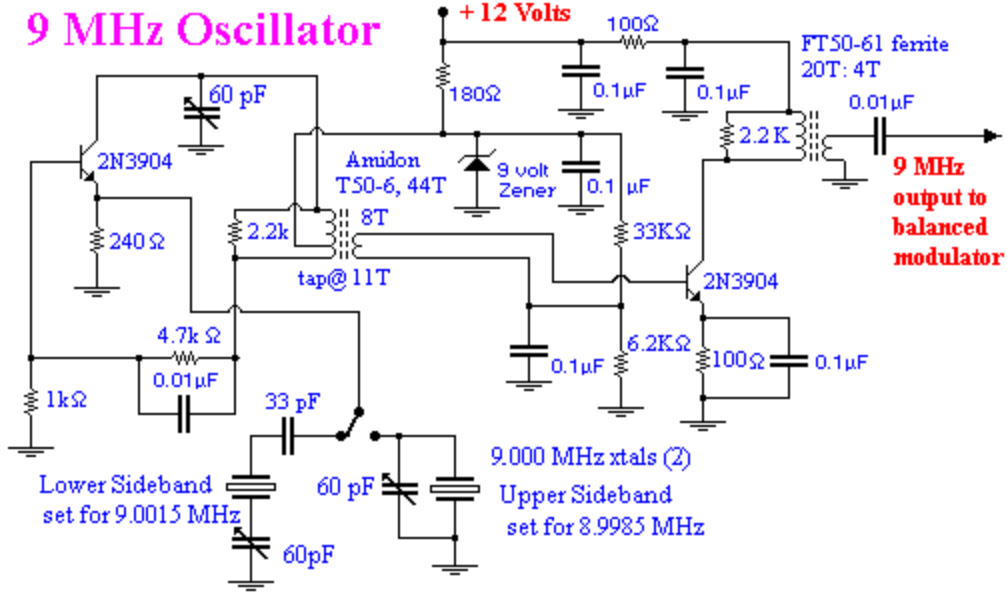 9 MHz Oscillator
+ 12 Volts
100Ω
FT50-61 ferrite
20T: 4T
60 pF
180Ω
0.1µF
0.1µF
0.01µF
2N3904
Amidon
T50-6, 44T
9 volt
Zener
0.1 µF
2.2 K
9 MHz
output to
balanced
modulator
240 Ω
2.2k
8T
33KΩ
tap@ 11T
2N3904
4.7k Ω
0.01µF
0.1µF
6.2KΩ
100Ω
0.1µF
1kΩ
33 pF
9.000 MHz xtals (2)
Lower Sideband
set for 9.0015 MHz
60 pF
Upper Sideband
set for 8.9985 MHz
60pF